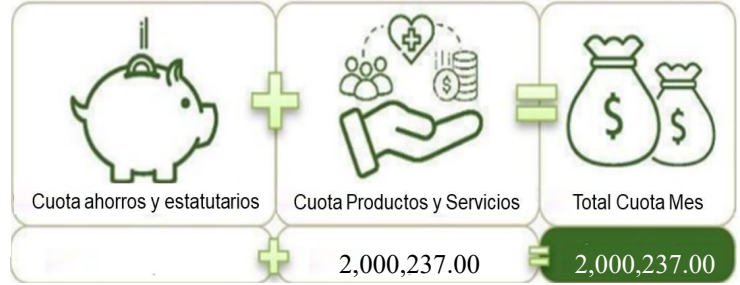 Cuota ahorros y estatutarios
Cuota Productos y Servicios
Total Cuota Mes
2,000,237.00
2,000,237.00